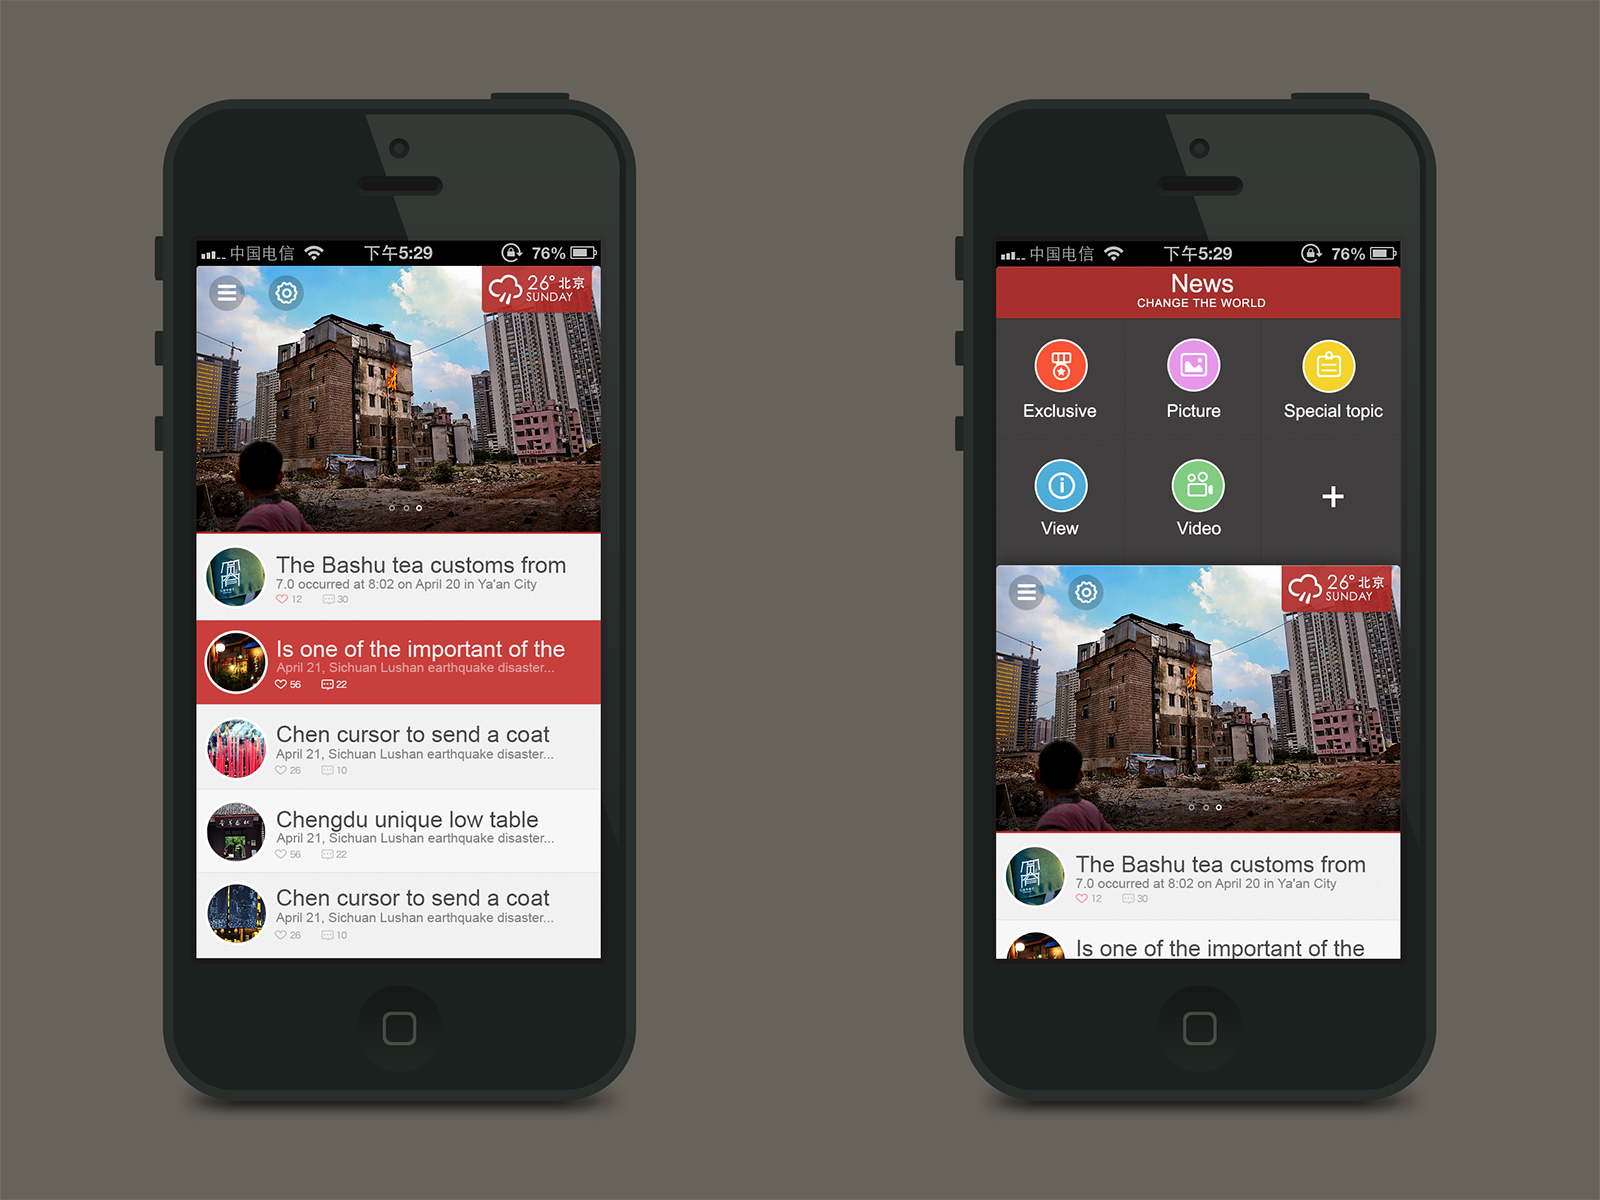 中国电信 下午5:29 76%
26° 北京
SUNDAY
The Bashu tea customs from
7.0 occurred at 8:02 on April 20 in Ya'an City
12 30
Is one of the important of the
April 21, Sichuan Lushan earthquake disaster...
56 22
Chen cursor to send a coat
April 21, Sichuan Lushan earthquake disaster...
26 10
Chengdu unique low table
April 21, Sichuan Lushan earthquake disaster...
56 22
Chen cursor to send a coat
April 21, Sichuan Lushan earthquake disaster...
26 10
中国电信 下午5:29 76%
News
CHANGE THE WORLD
Exclusive Picture Special topic
View Video +
26° 北京
SUNDAY
The Bashu tea customs from
7.0 occurred at 8:02 on April 20 in Ya'an City
12 30
Is one of the important of the